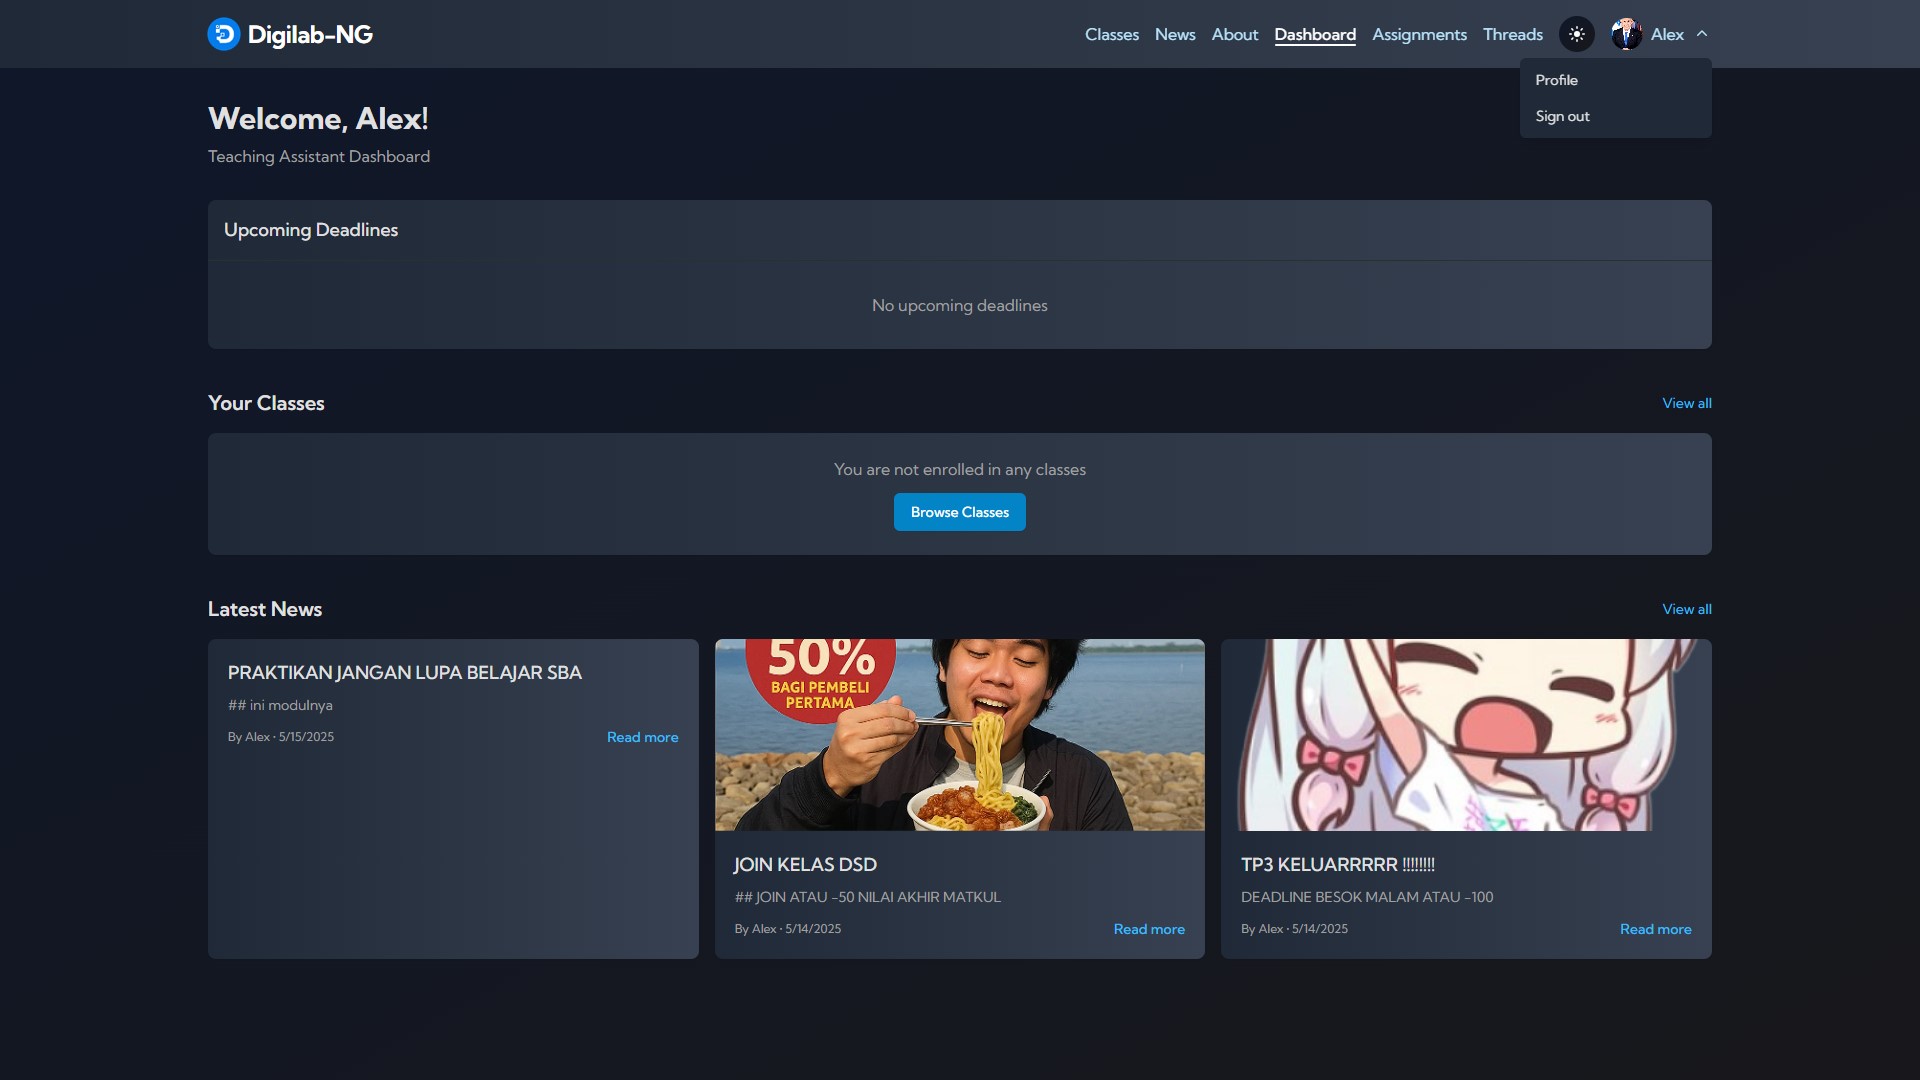 Digilab-NG
Classes News About Dashboard Assignments Threads Alex
Profile
Sign out
Welcome, Alex!
Teaching Assistant Dashboard
Upcoming Deadlines
No upcoming deadlines
Your Classes
View all
You are not enrolled in any classes
Browse Classes
Latest News
View all
PRAKTIKAN JANGAN LUPA BELAJAR SBA
## ini modulnya
By Alex · 5/15/2025
Read more
50%
BAGI PEMBELI
PERTAMA
JOIN KELAS DSD
## JOIN ATAU -50 NILAI AKHIR MATKUL
By Alex · 5/14/2025
Read more
TP3 KELUARRRRR !!!!!!!!
DEADLINE BESOK MALAM ATAU -100
By Alex · 5/14/2025
Read more